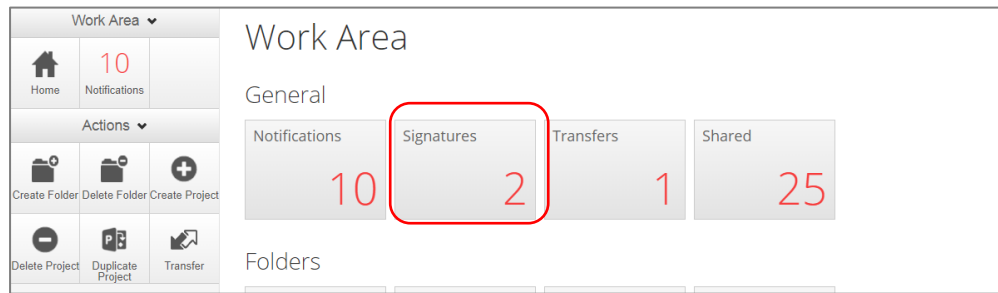 Work Area
Home
10
Notifications
Actions
Create Folder
Delete Folder
Create Project
Delete Project
Duplicate
Project
Transfer
Work Area
General
Notifications
10
Signatures
2
Transfers
1
Shared
25
Folders